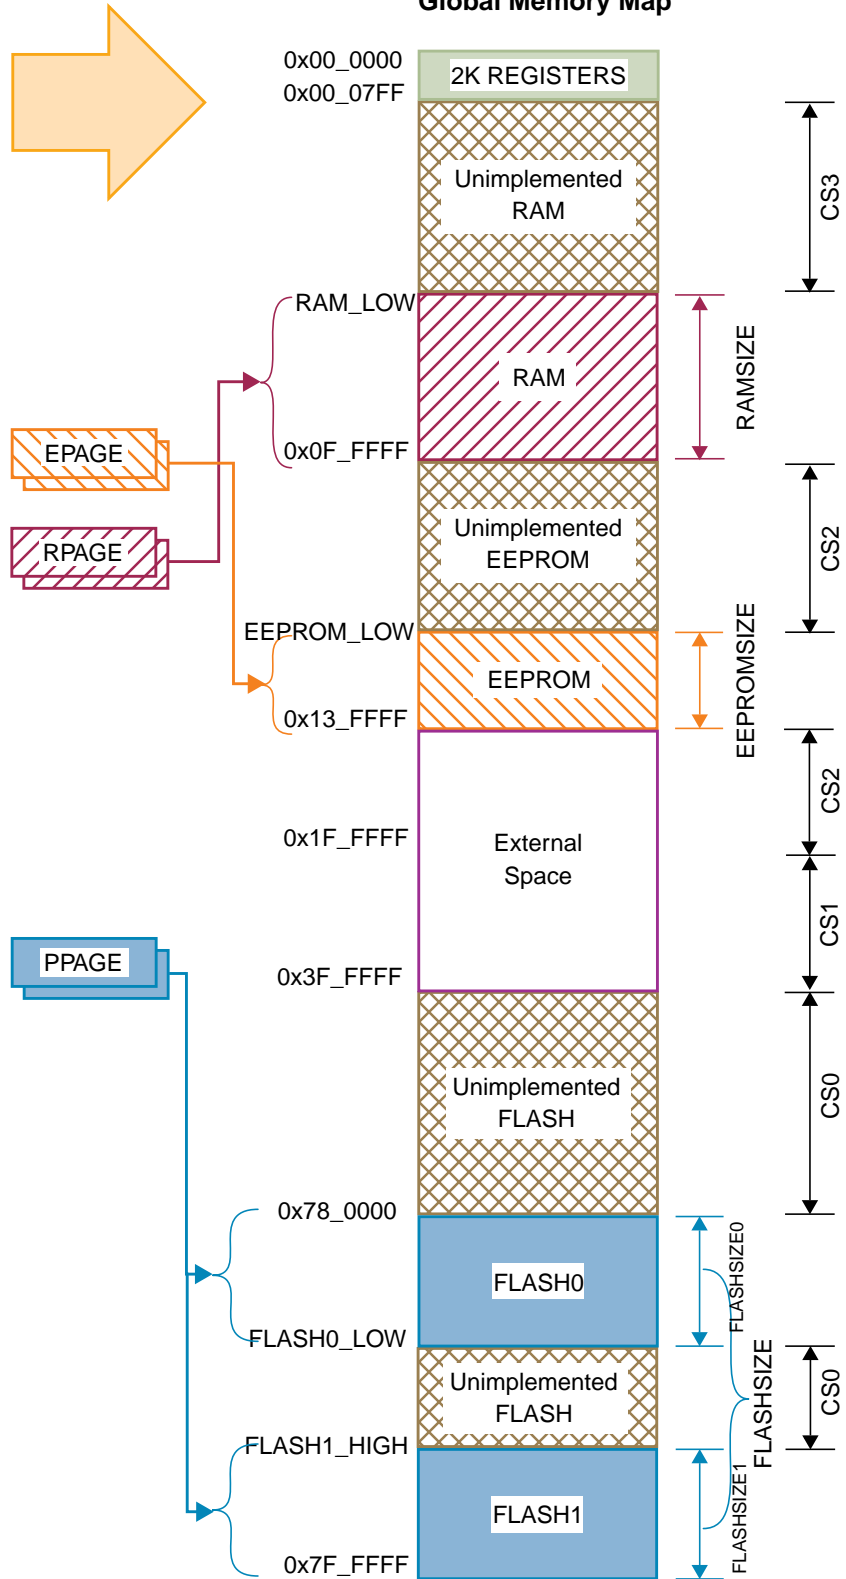 Global Memory Map
0x00_0000
2K REGISTERS
0x00_07FF
Unimplemented
RAM
CS3
RAM_LOW
RAM
RAMSIZE
0x0F_FFFF
EPAGE
RPAGE
Unimplemented
EEPROM
CS2
EEPROM_LOW
EEPROM
EEPROMSIZE
0x13_FFFF
CS2
0x1F_FFFF
External
Space
CS1
PPAGE
0x3F_FFFF
Unimplemented
FLASH
CS0
0x78_0000
FLASH0
FLASHSIZE0
FLASH0_LOW
Unimplemented
FLASH
FLASHSIZE
CS0
FLASH1_HIGH
FLASH1
FLASHSIZE1
0x7F_FFFF